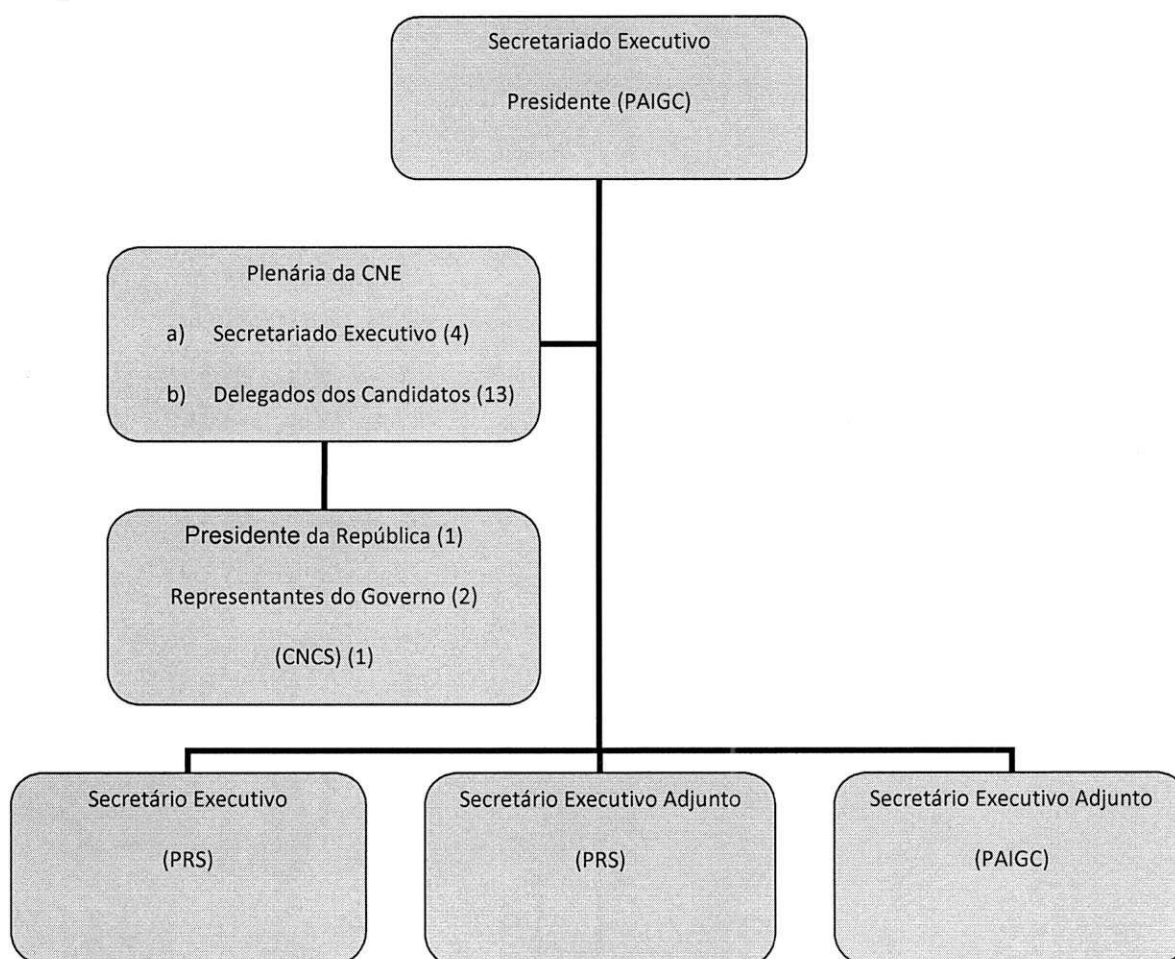 Secretariado Executivo
Presidente (PAIGC)
Plenária da CNE
a) Secretariado Executivo (4)
b) Delegados dos Candidatos (13)
Presidente da República (1)
Representantes do Governo (2)
(CNCS) (1)
Secretário Executivo
(PRS)
Secretário Executivo Adjunto
(PRS)
Secretário Executivo Adjunto
(PAIGC)